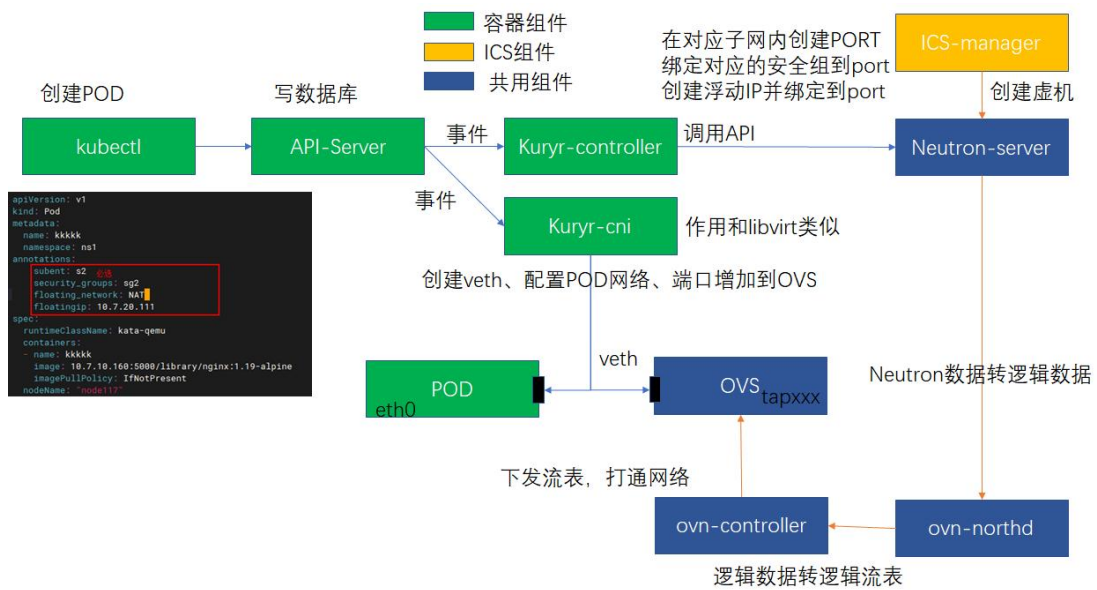 容器组件
ICS组件
共用组件
在对应子网内创建PORT
绑定对应的安全组到port
创建浮动IP并绑定到port
ICS-manager
创建虚机
创建POD
写数据库
kubectl
API-Server
事件
Kuryr-controller
调用API
Neutron-server
事件
Kuryr-cni
作用和libvirt类似
创建veth、配置POD网络、端口增加到OVS
apiVersion: v1
kind: Pod
metadata:
name: kkkkk
namespace: ns1
annotations:
subent: s2 必选
security_groups: sg2
floating_network: NAT
floatingip: 10.7.20.111
spec:
runtimeClassName: kata-qemu
containers:
- name: kkkkk
image: 10.7.10.160:5000/library/nginx:1.19-alpine
imagePullPolicy: IfNotPresent
nodeName: "node117"
veth
POD
eth0
OVS
tapxxx
Neutron数据转逻辑数据
下发流表，打通网络
ovn-controller
ovn-northd
逻辑数据转逻辑流表